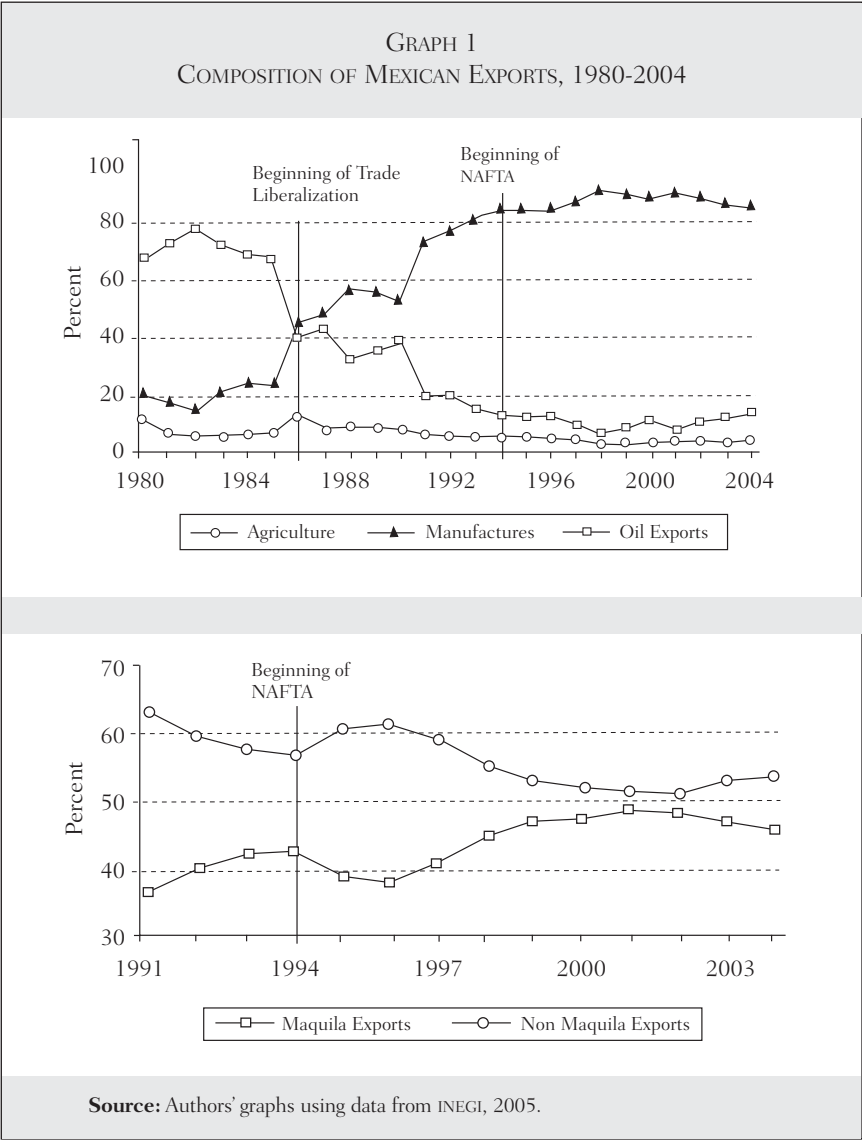 GRAPH 1
COMPOSITION OF MEXICAN EXPORTS, 1980-2004
100
80
60
40
20
0
Percent
Beginning of Trade
Liberalization
Beginning of
NAFTA
1980 1984 1988 1992 1996 2000 2004
Agriculture Manufactures Oil Exports
70
60
50
40
30
Percent
Beginning of
NAFTA
1991 1994 1997 2000 2003
Maquila Exports Non Maquila Exports
Source: Authors' graphs using data from INEGI, 2005.